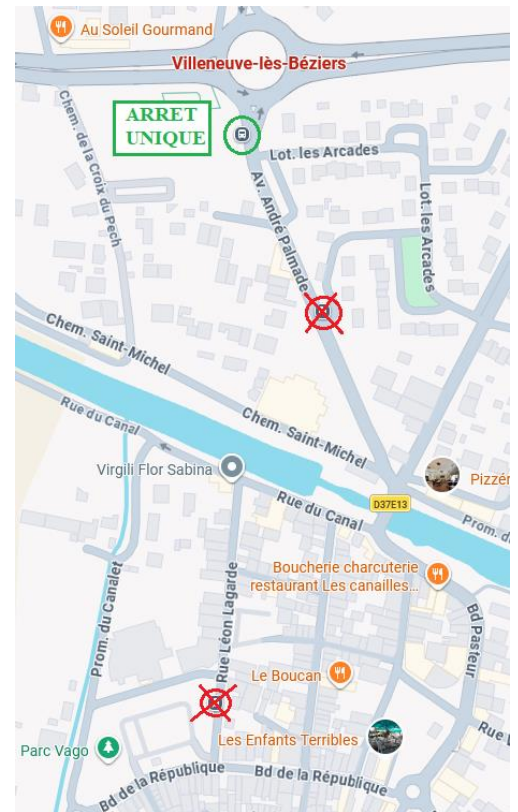 Au Soleil Gourmand
Villeneuve-lès-Béziers
ARRET
UNIQUE
Chem. de la Croix du Pech
Lot. les Arcades
Av. André Palmade
Lot. les Arcades
Chem. Saint-Michel
Rue du Canal
Chem. Saint-Michel
Virgili Flor Sabina
Pizzér
D37E13
Rue du Canal
Prom. d
Boucherie charcuterie
restaurant Les canailles...
Prom. du Canalet
Rue Léon Lagarde
Bd Pasteur
Le Boucan
Rue L
Les Enfants Terribles
Parc Vago
Bd de la République
Bd de la République